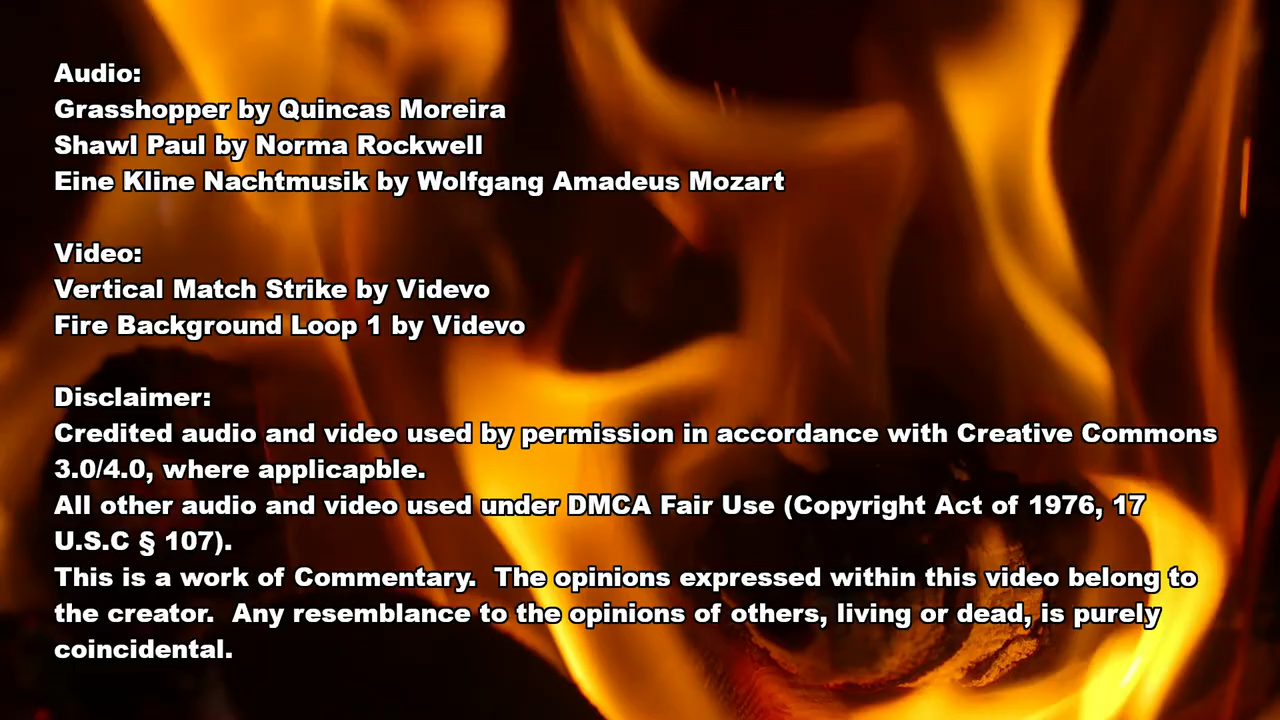 Audio:
Grasshopper by Quincas Moreira
Shawl Paul by Norma Rockwell
Eine Kline Nachtmusik by Wolfgang Amadeus Mozart
Video:
Vertical Match Strike by Videvo
Fire Background Loop 1 by Videvo
Disclaimer:
Credited audio and video used by permission in accordance with Creative Commons
3.0/4.0, where applicapble.
All other audio and video used under DMCA Fair Use (Copyright Act of 1976, 17
U.S.C § 107).
This is a work of Commentary.  The opinions expressed within this video belong to
the creator.  Any resemblance to the opinions of others, living or dead, is purely
coincidental.